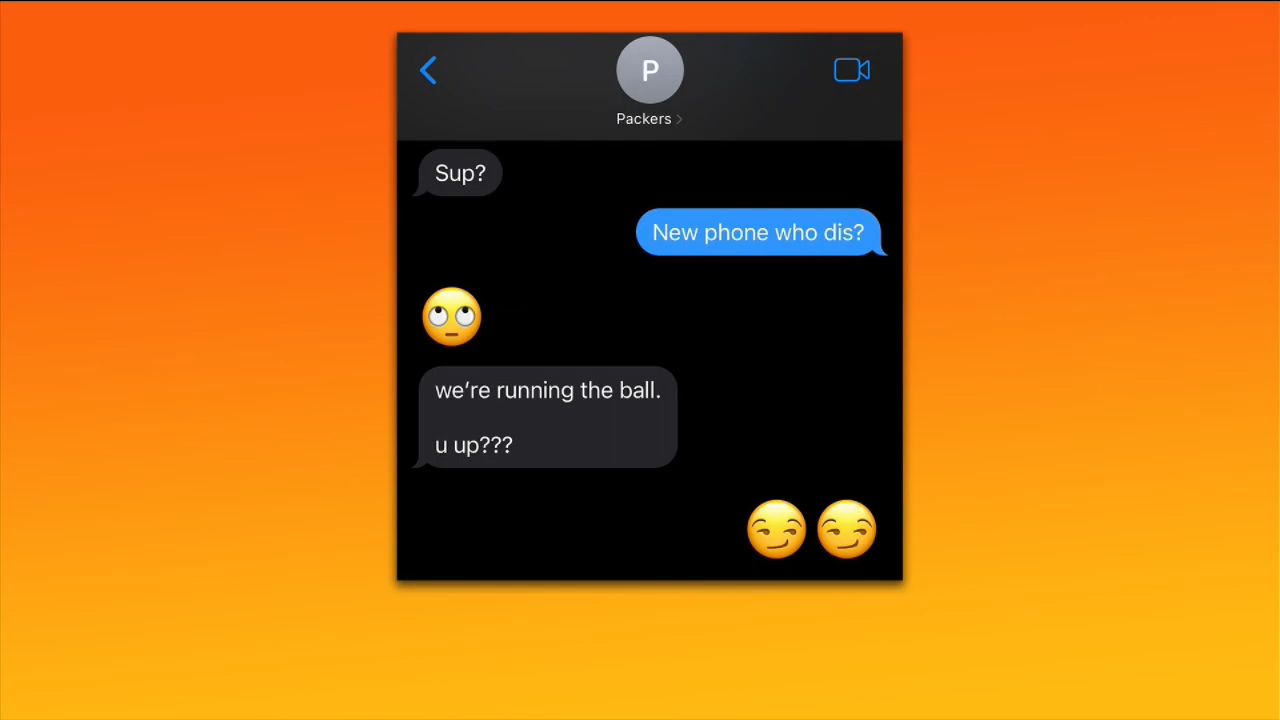 P
Packers
Sup?
New phone who dis?
🙄
we’re running the ball.
u up???
😏😏